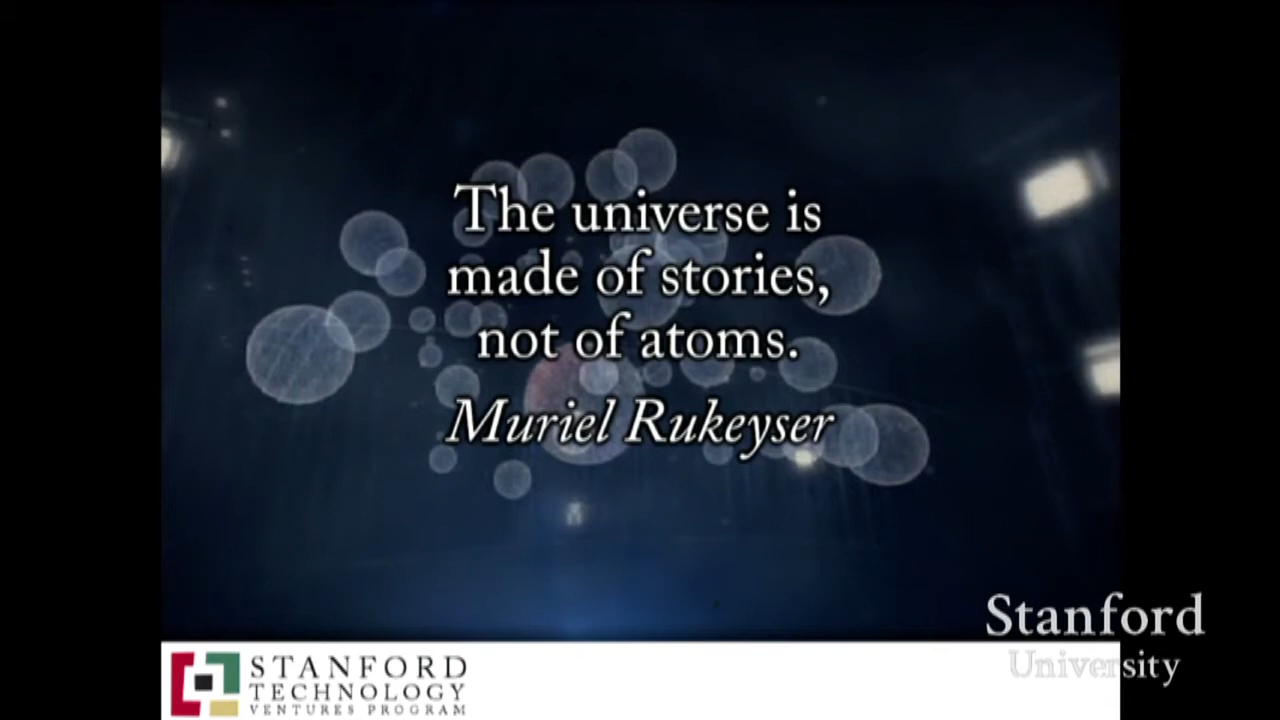 The universe is
made of stories,
not of atoms.
Muriel Rukeyser
Stanford
University
STANFORD
TECHNOLOGY
VENTURES PROGRAM